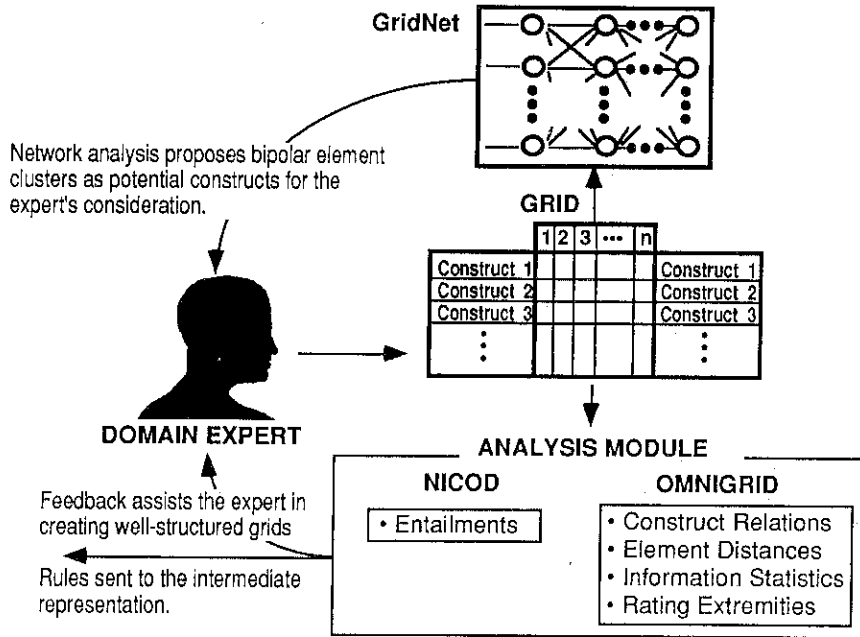 GridNet
Network analysis proposes bipolar element
clusters as potential constructs for the
expert's consideration.
GRID
1 2 3 ••• n
Construct 1 Construct 1
Construct 2 Construct 2
Construct 3 Construct 3
DOMAIN EXPERT
ANALYSIS MODULE
NICOD
• Entailments
OMNIGRID
• Construct Relations
• Element Distances
• Information Statistics
• Rating Extremities
Feedback assists the expert in
creating well-structured grids
Rules sent to the intermediate
representation.